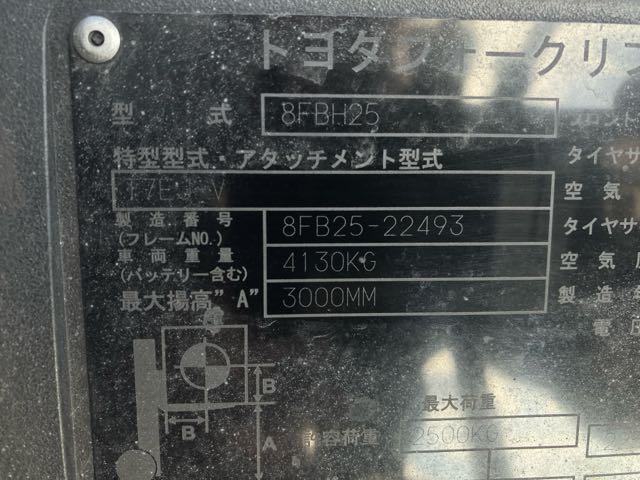 トヨタフォークリフ
型 式 8FBH25
特型型式・アタッチメント型式 タイヤサ
空 気
製造番号 8FB25-22493 タイヤサ
(フレームNO.)
車両重量 4130KG 空気
(バッテリー含む)
最大揚高"A" 3000MM 製造
電
B
B
A
最大荷重
容荷重 2500KG